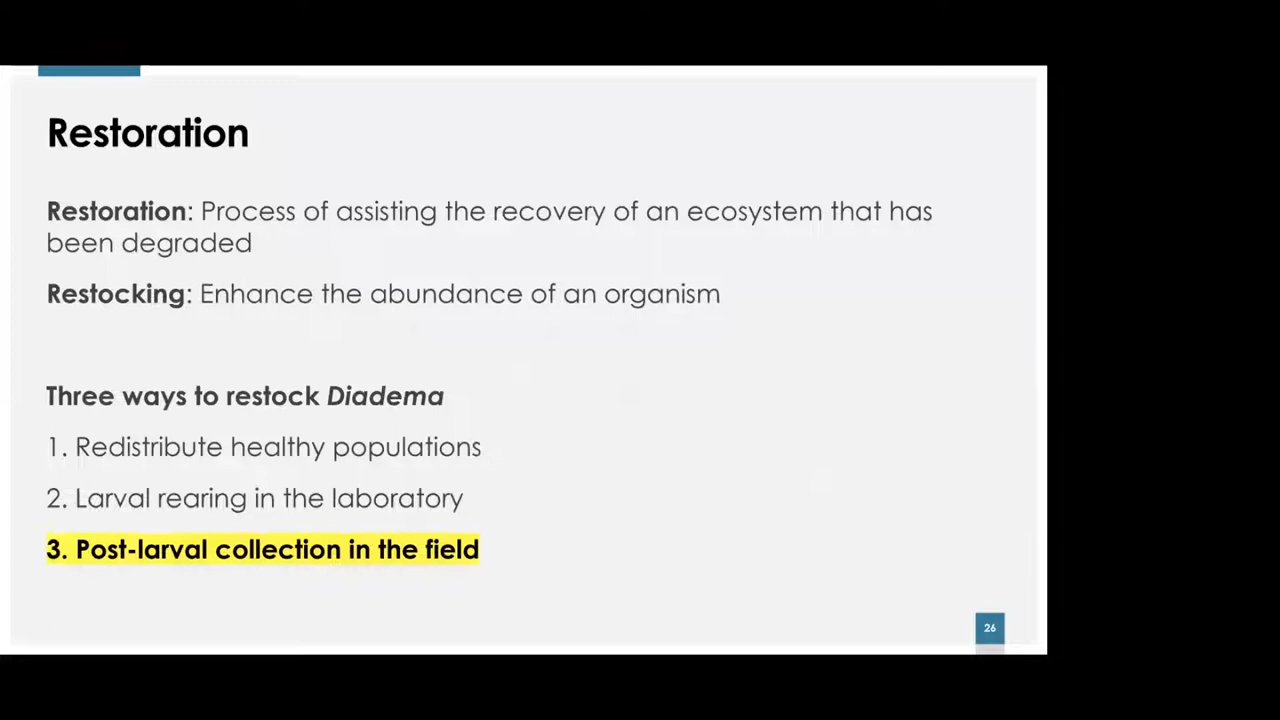 Restoration
Restoration: Process of assisting the recovery of an ecosystem that has
been degraded
Restocking: Enhance the abundance of an organism
Three ways to restock Diadema
1. Redistribute healthy populations
2. Larval rearing in the laboratory
3. Post-larval collection in the field
26